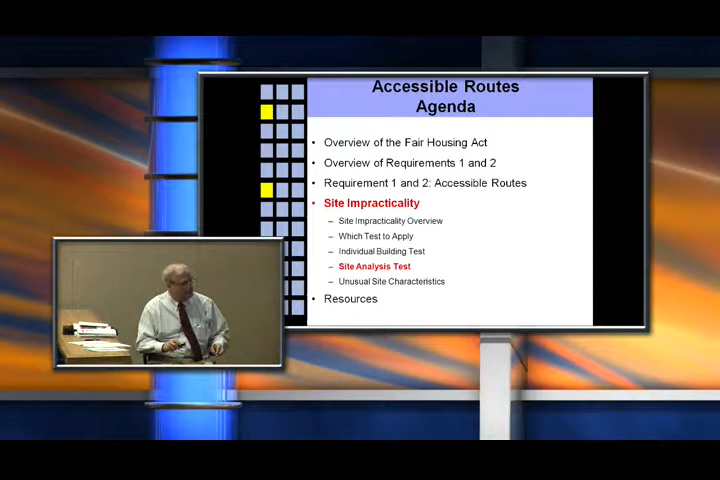 Accessible Routes
Agenda
• Overview of the Fair Housing Act
• Overview of Requirements 1 and 2
• Requirement 1 and 2: Accessible Routes
• Site Impracticality
– Site Impracticality Overview
– Which Test to Apply
– Individual Building Test
– Site Analysis Test
– Unusual Site Characteristics
• Resources